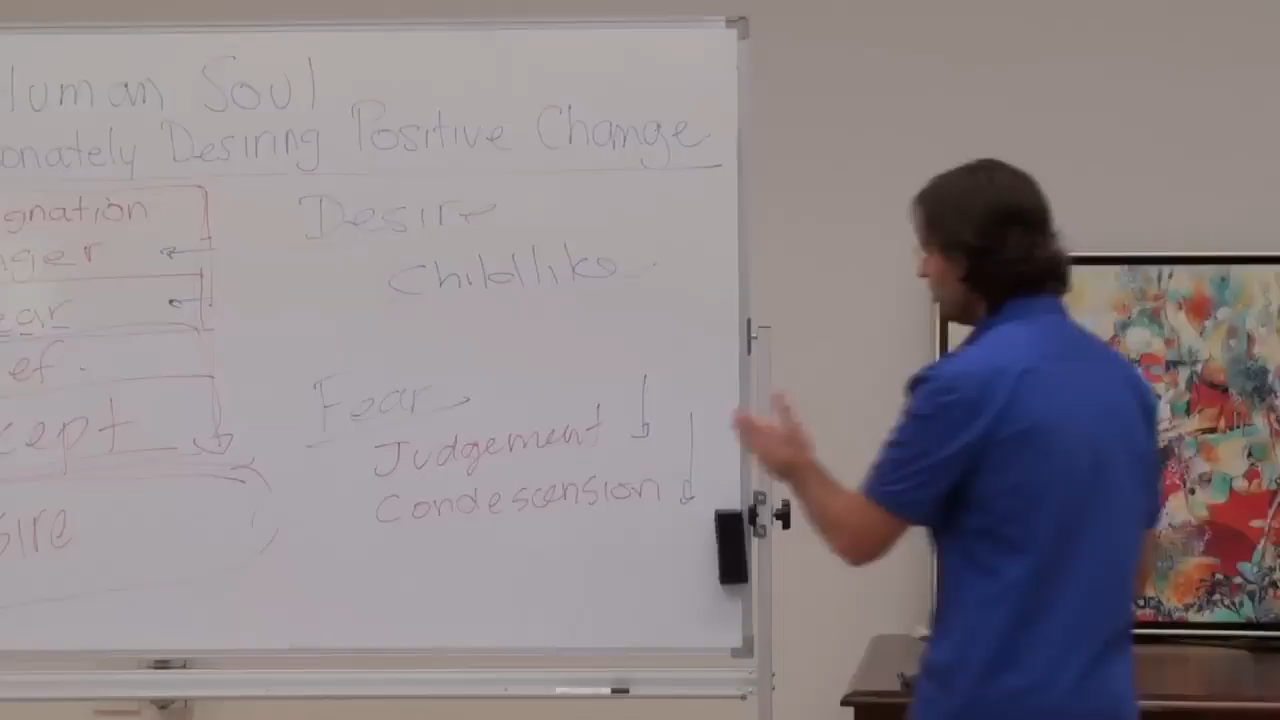 Human Soul
onately Desiring Positive Change
gnation
nger
ear
ef.
cept
sire
Desire
Childlike
Fear
Judgement
Condescension